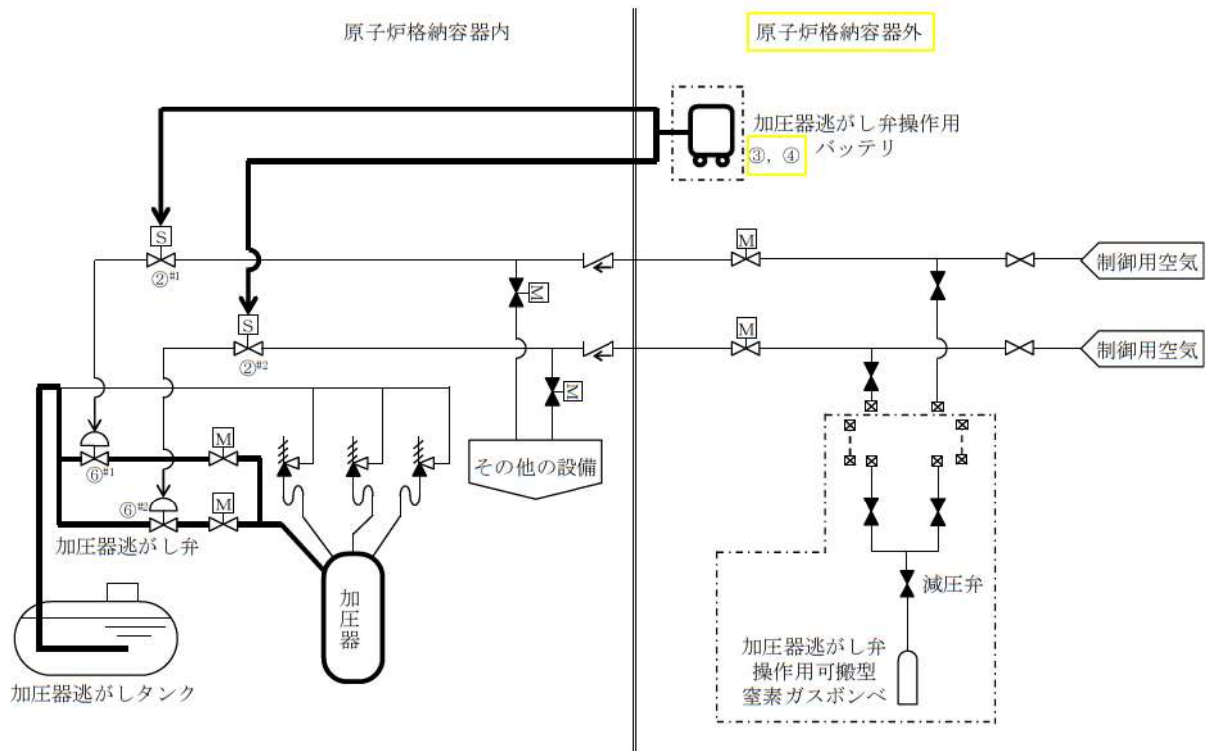 原子炉格納容器内
原子炉格納容器外
加圧器逃がし弁操作用
バッテリ
③，④
S
②#1
M
制御用空気
M
S
②#2
M
制御用空気
M
その他の設備
M
⑥#1
M
⑥#2
加圧器逃がし弁
加圧器
減圧弁
加圧器逃がし弁
操作用可搬型
窒素ガスボンベ
加圧器逃がしタンク